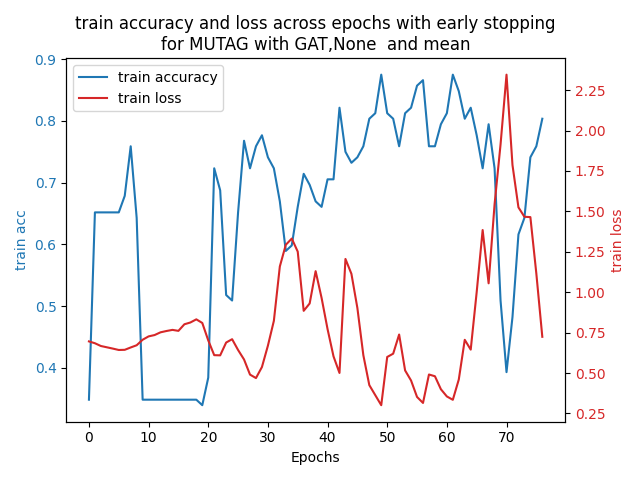 train accuracy and loss across epochs with early stopping
for MUTAG with GAT,None  and mean
train accuracy
train loss
train acc
0.9
0.8
0.7
0.6
0.5
0.4
2.25
2.00
1.75
1.50
1.25
1.00
0.75
0.50
0.25
train loss
0 10 20 30 40 50 60 70
Epochs